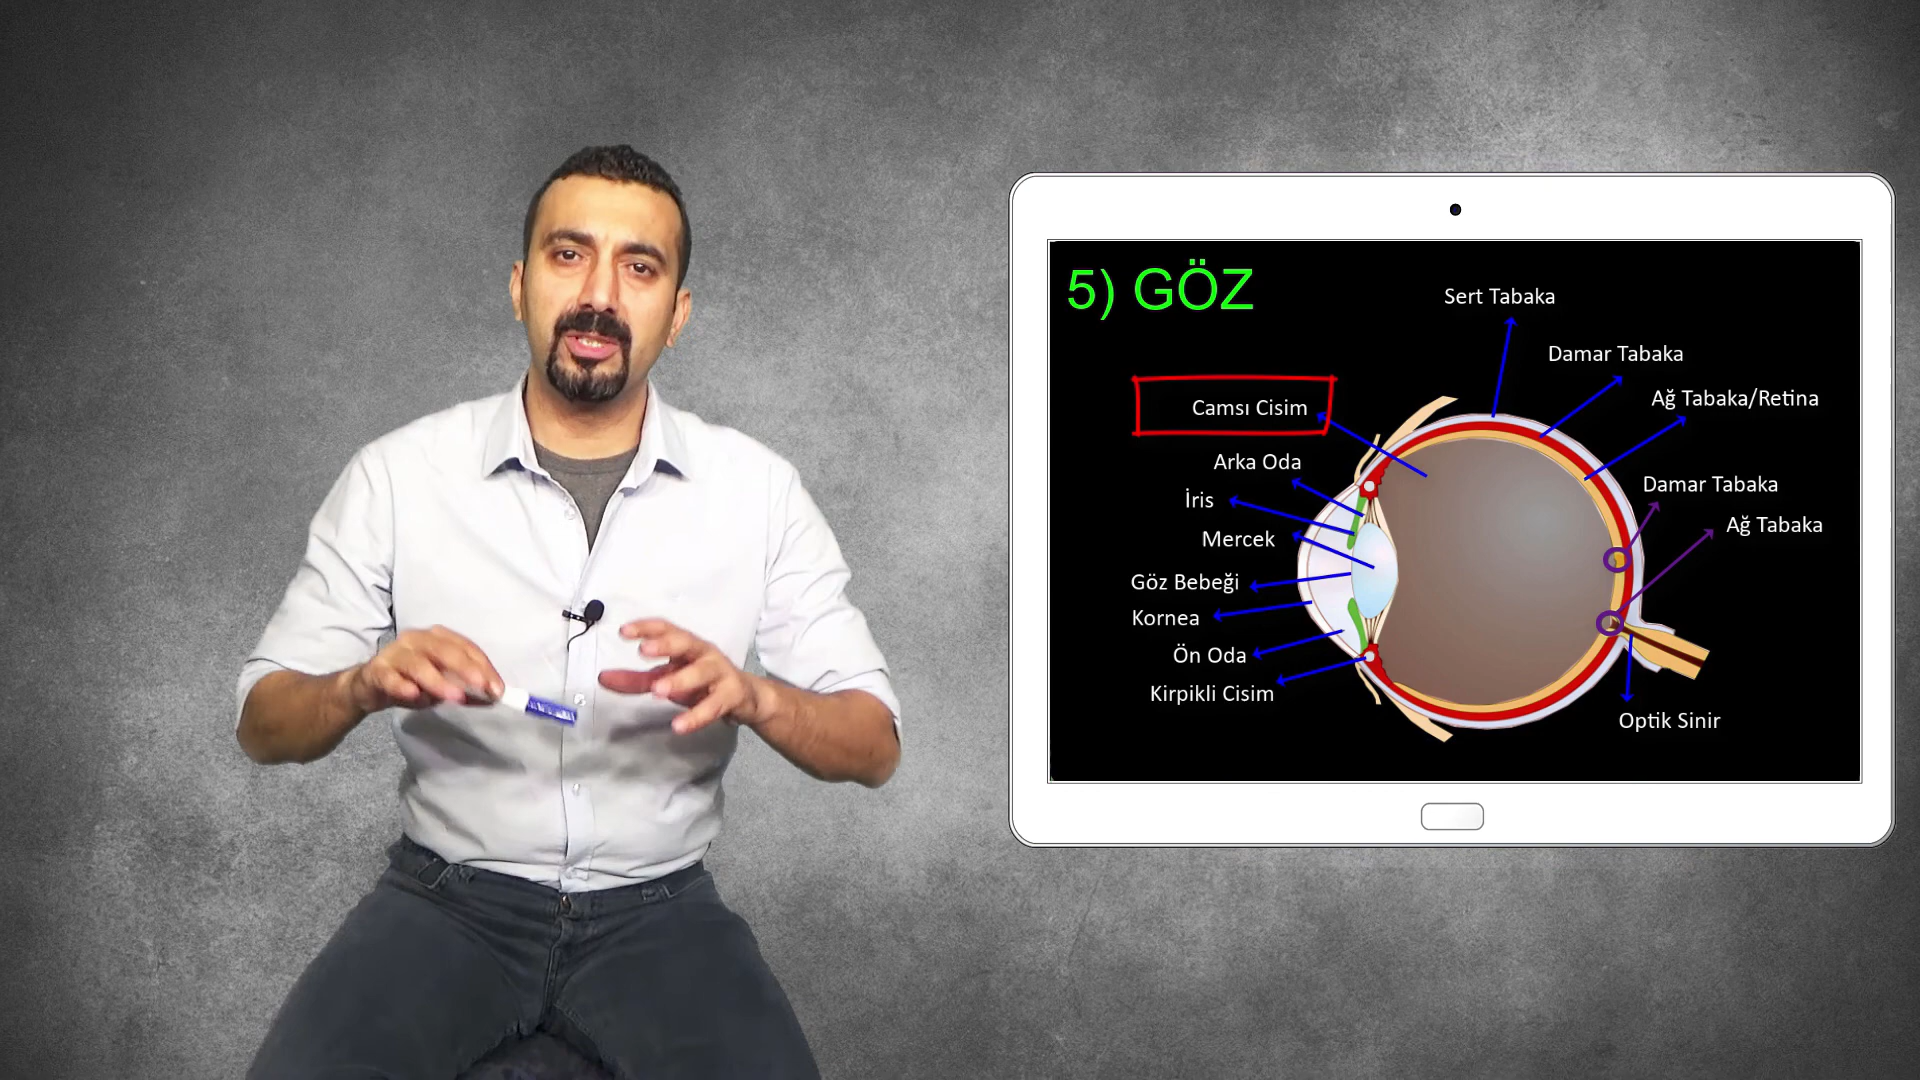 5) GÖZ
Sert Tabaka
Damar Tabaka
Ağ Tabaka/Retina
Camsı Cisim
Arka Oda
İris
Mercek
Göz Bebeği
Kornea
Ön Oda
Kirpikli Cisim
Damar Tabaka
Ağ Tabaka
Optik Sinir